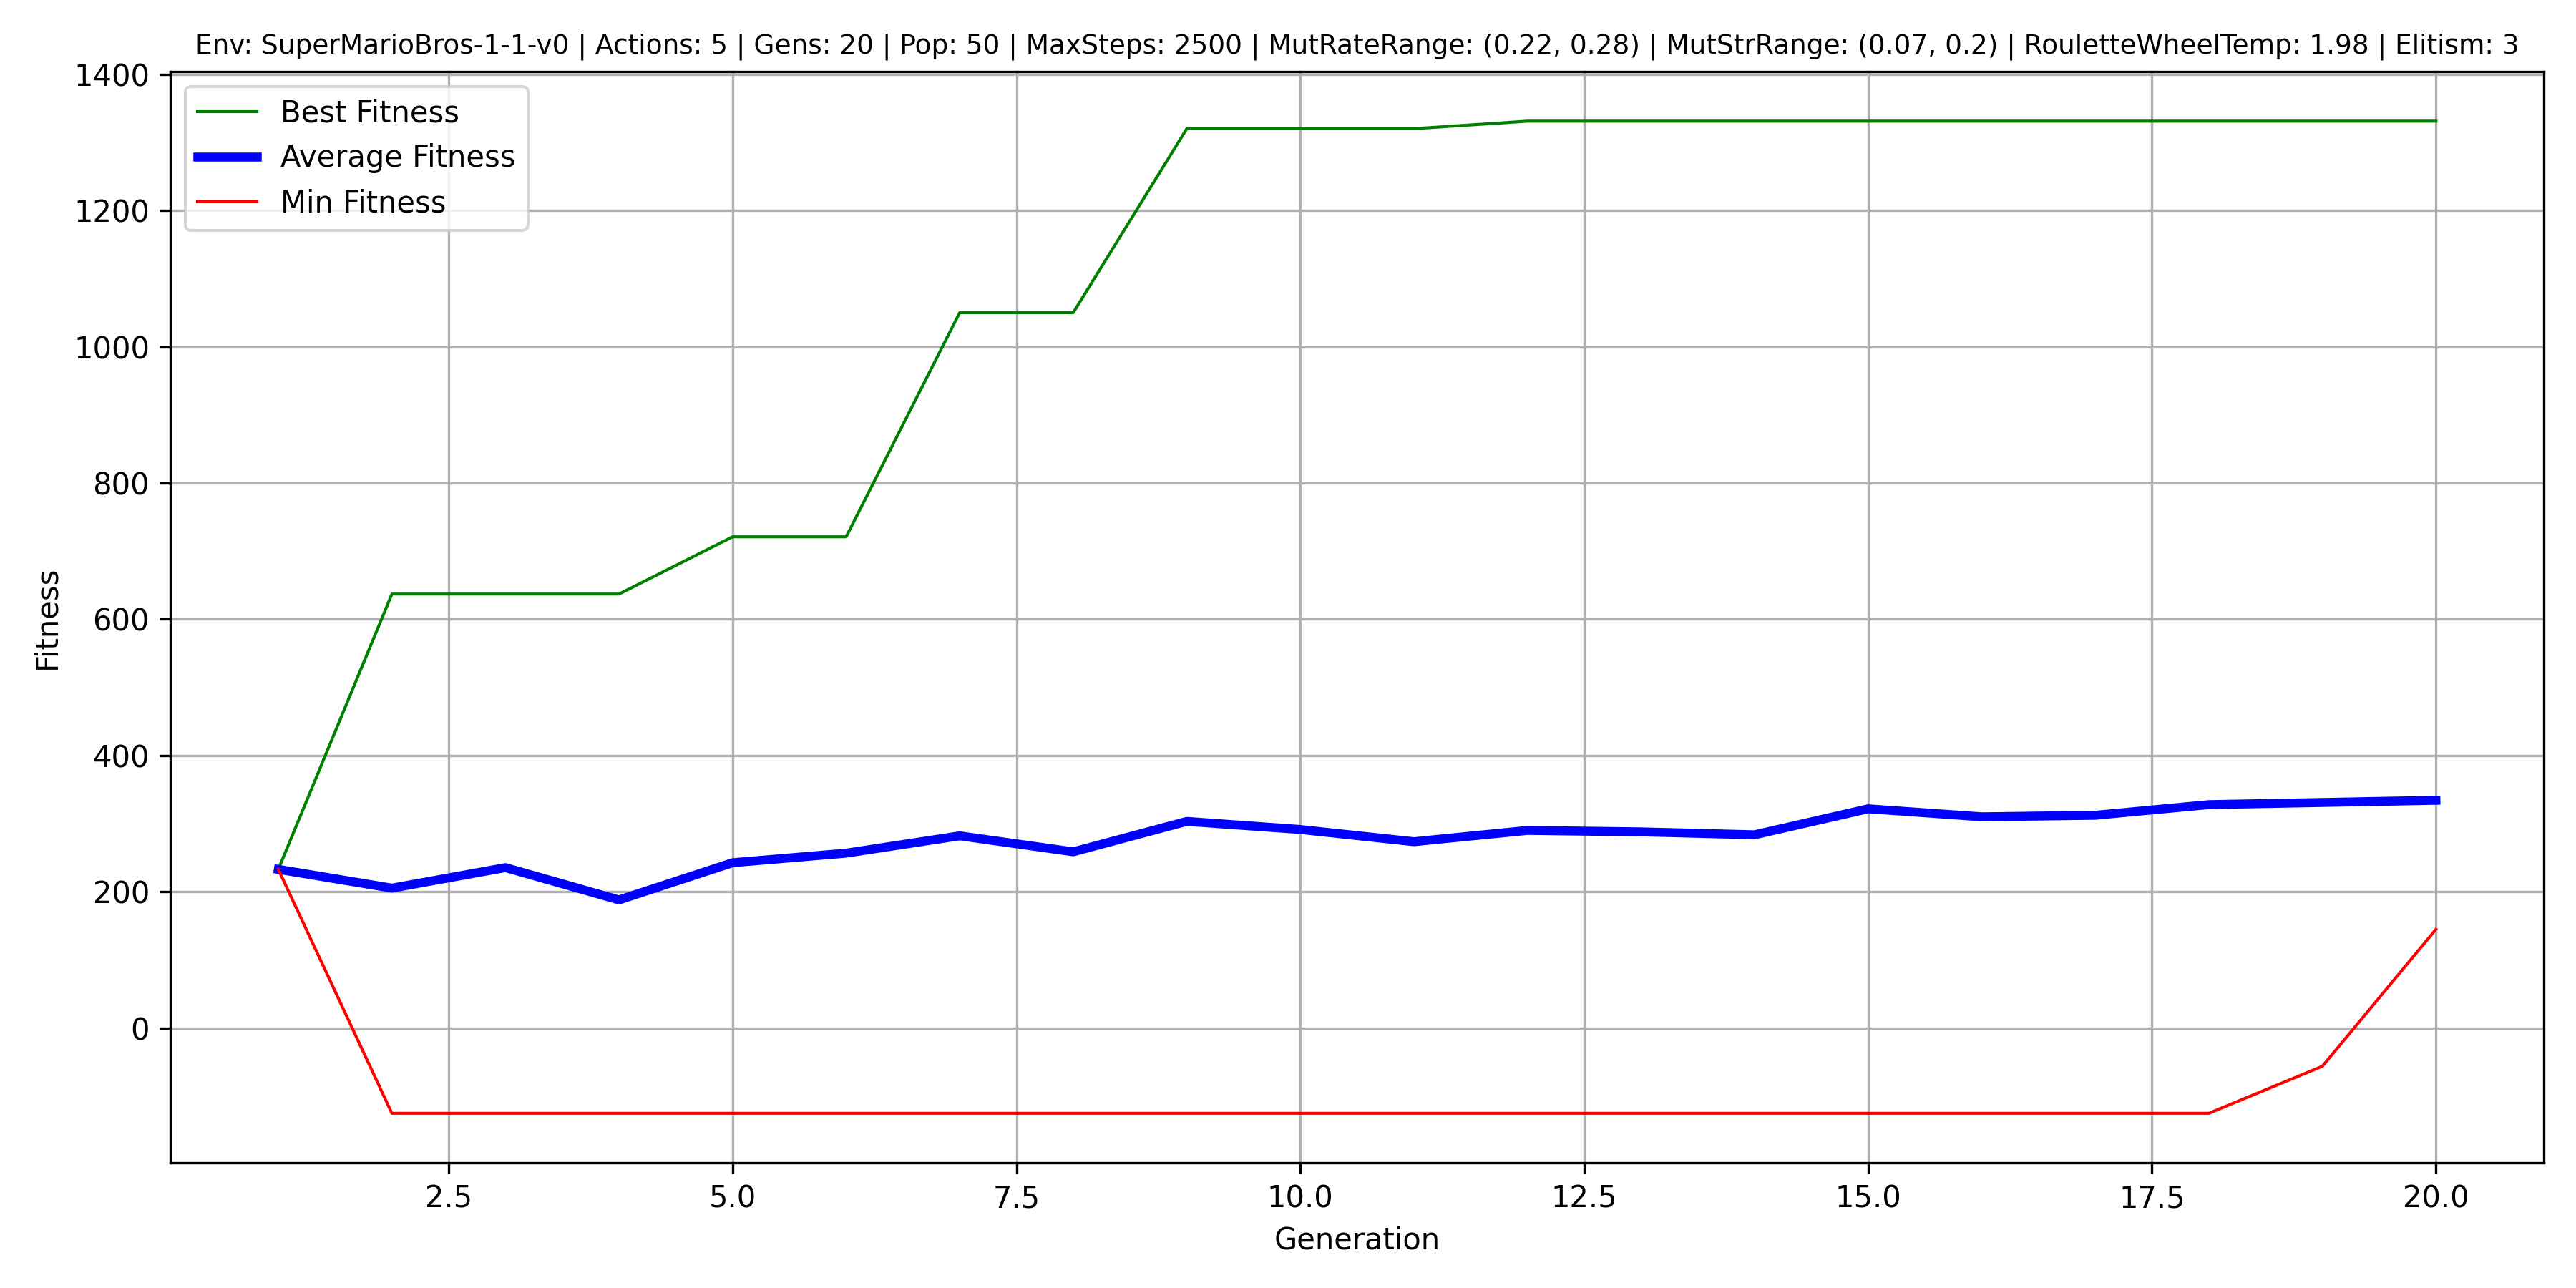 Env: SuperMarioBros-1-1-v0 | Actions: 5 | Gens: 20 | Pop: 50 | MaxSteps: 2500 | MutRateRange: (0.22, 0.28) | MutStrRange: (0.07, 0.2) | RouletteWheelTemp: 1.98 | Elitism: 3
Best Fitness
Average Fitness
Min Fitness
1400
1200
1000
800
600
400
200
0
Fitness
2.5 5.0 7.5 10.0 12.5 15.0 17.5 20.0
Generation